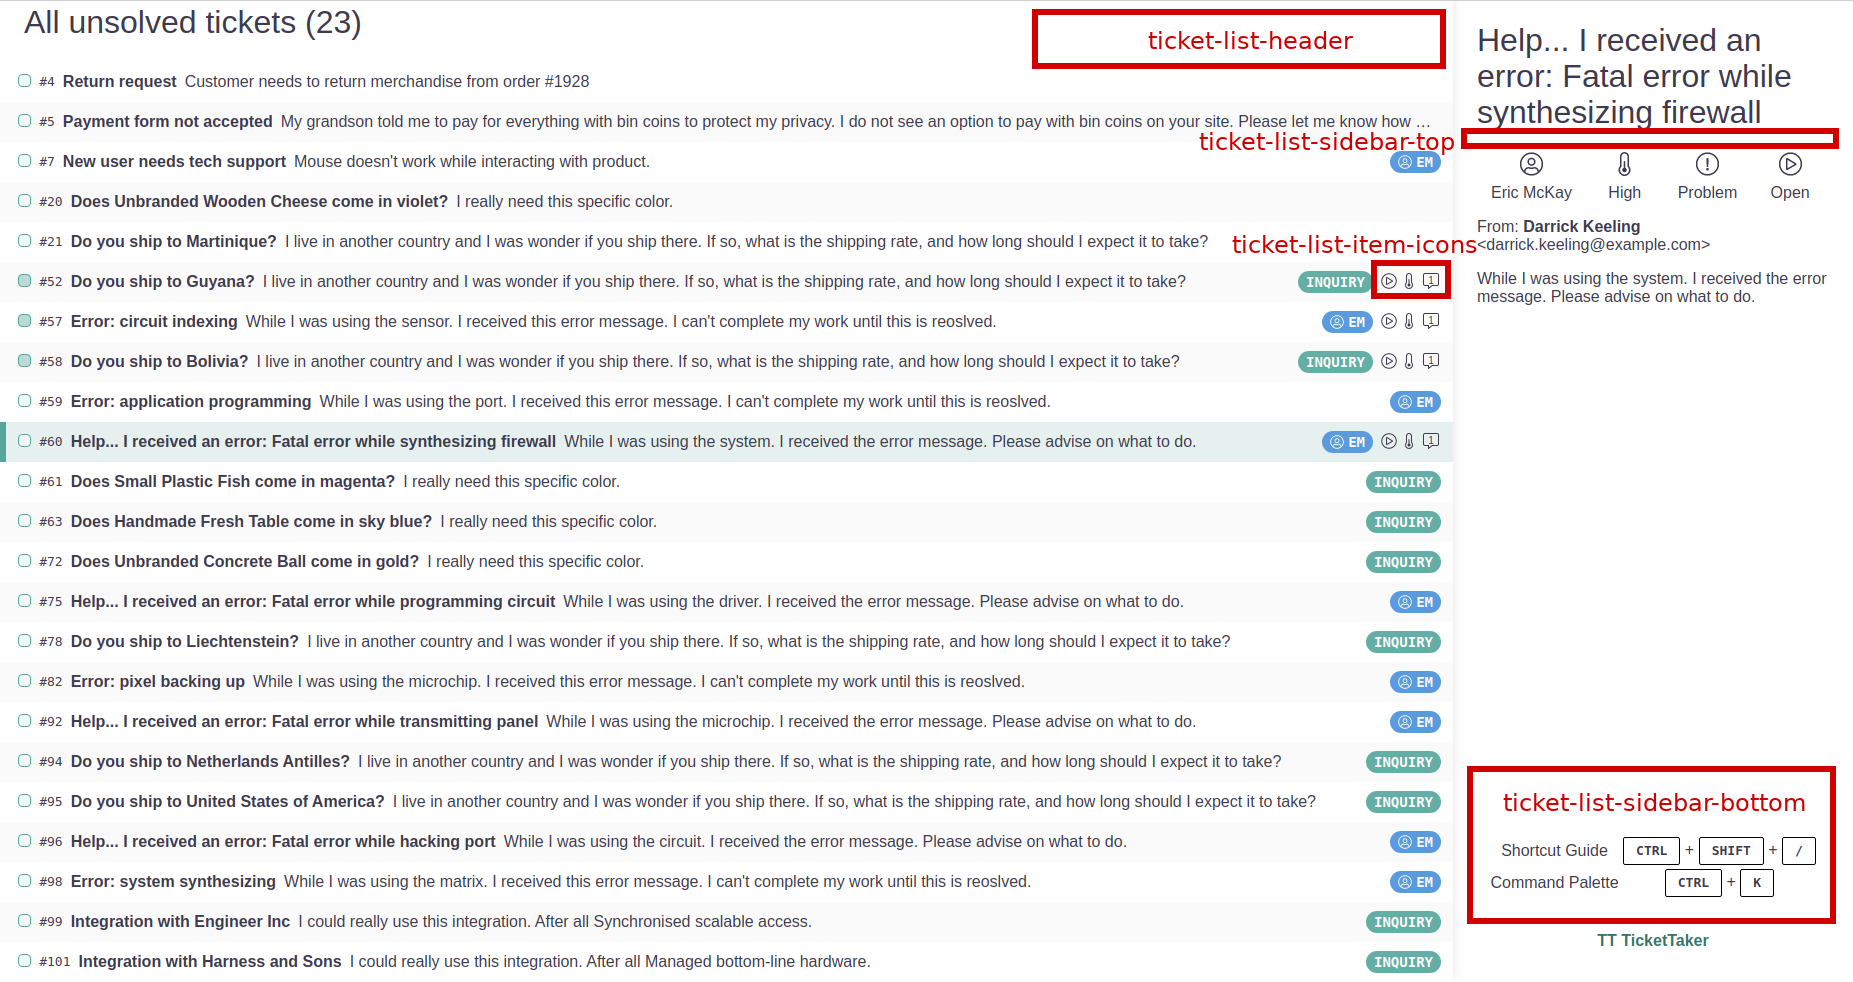 All unsolved tickets (23)
ticket-list-header
#4 Return request Customer needs to return merchandise from order #1928
#5 Payment form not accepted My grandson told me to pay for everything with bin coins to protect my privacy. I do not see an option to pay with bin coins on your site. Please let me know how …
ticket-list-sidebar-top
#7 New user needs tech support Mouse doesn't work while interacting with product. EM
#20 Does Unbranded Wooden Cheese come in violet? I really need this specific color.
#21 Do you ship to Martinique? I live in another country and I was wonder if you ship there. If so, what is the shipping rate, and how long should I expect it to take?
ticket-list-item-icons
#52 Do you ship to Guyana? I live in another country and I was wonder if you ship there. If so, what is the shipping rate, and how long should I expect it to take? INQUIRY 1
#57 Error: circuit indexing While I was using the sensor. I received this error message. I can't complete my work until this is reoslved. EM 1
#58 Do you ship to Bolivia? I live in another country and I was wonder if you ship there. If so, what is the shipping rate, and how long should I expect it to take? INQUIRY 1
#59 Error: application programming While I was using the port. I received this error message. I can't complete my work until this is reoslved. EM
#60 Help... I received an error: Fatal error while synthesizing firewall While I was using the system. I received the error message. Please advise on what to do. EM 1
#61 Does Small Plastic Fish come in magenta? I really need this specific color. INQUIRY
#63 Does Handmade Fresh Table come in sky blue? I really need this specific color. INQUIRY
#72 Does Unbranded Concrete Ball come in gold? I really need this specific color. INQUIRY
#75 Help... I received an error: Fatal error while programming circuit While I was using the driver. I received the error message. Please advise on what to do. EM
#78 Do you ship to Liechtenstein? I live in another country and I was wonder if you ship there. If so, what is the shipping rate, and how long should I expect it to take? INQUIRY
#82 Error: pixel backing up While I was using the microchip. I received this error message. I can't complete my work until this is reoslved. EM
#92 Help... I received an error: Fatal error while transmitting panel While I was using the microchip. I received the error message. Please advise on what to do. EM
#94 Do you ship to Netherlands Antilles? I live in another country and I was wonder if you ship there. If so, what is the shipping rate, and how long should I expect it to take? INQUIRY
#95 Do you ship to United States of America? I live in another country and I was wonder if you ship there. If so, what is the shipping rate, and how long should I expect it to take? INQUIRY
#96 Help... I received an error: Fatal error while hacking port While I was using the circuit. I received the error message. Please advise on what to do. EM
#98 Error: system synthesizing While I was using the matrix. I received this error message. I can't complete my work until this is reoslved. EM
#99 Integration with Engineer Inc I could really use this integration. After all Synchronised scalable access. INQUIRY
#101 Integration with Harness and Sons I could really use this integration. After all Managed bottom-line hardware. INQUIRY
Help... I received an
error: Fatal error while
synthesizing firewall
Eric McKay High Problem Open
From: Darrick Keeling
<darrick.keeling@example.com>
While I was using the system. I received the error
message. Please advise on what to do.
ticket-list-sidebar-bottom
Shortcut Guide CTRL + SHIFT + /
Command Palette CTRL + K
TT TicketTaker